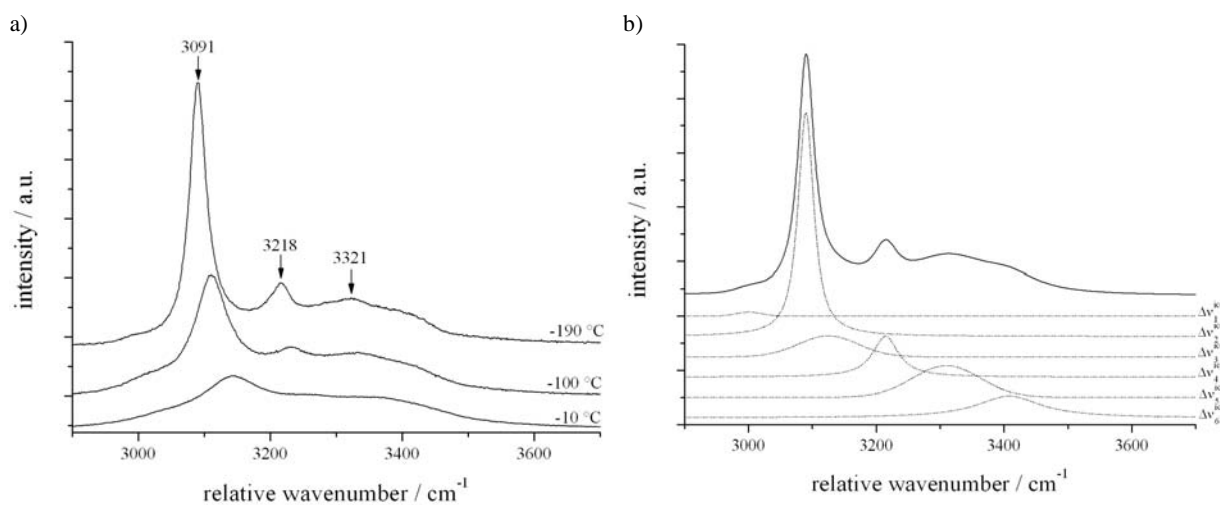 a)
3091
3218
3321
-190 °C
-100 °C
-10 °C
intensity / a.u.
3000 3200 3400 3600
relative wavenumber / cm⁻¹
b)
intensity / a.u.
3000 3200 3400 3600
relative wavenumber / cm⁻¹